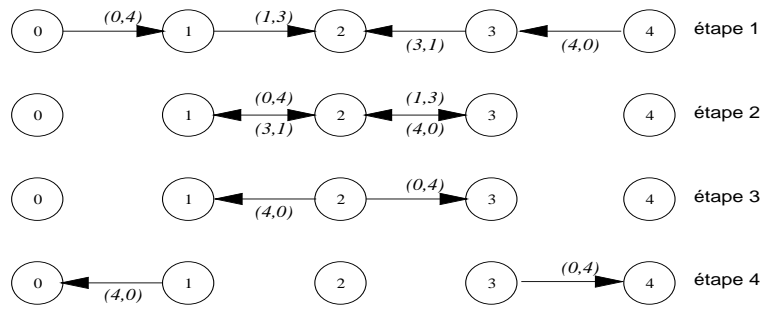 (0,4) (1,3)
0 1 2 3 4 étape 1
(3,1) (4,0)
(0,4) (1,3)
0 1 2 3 4 étape 2
(3,1) (4,0)
(0,4)
0 1 2 3 4 étape 3
(4,0)
(0,4)
0 1 2 3 4 étape 4
(4,0)